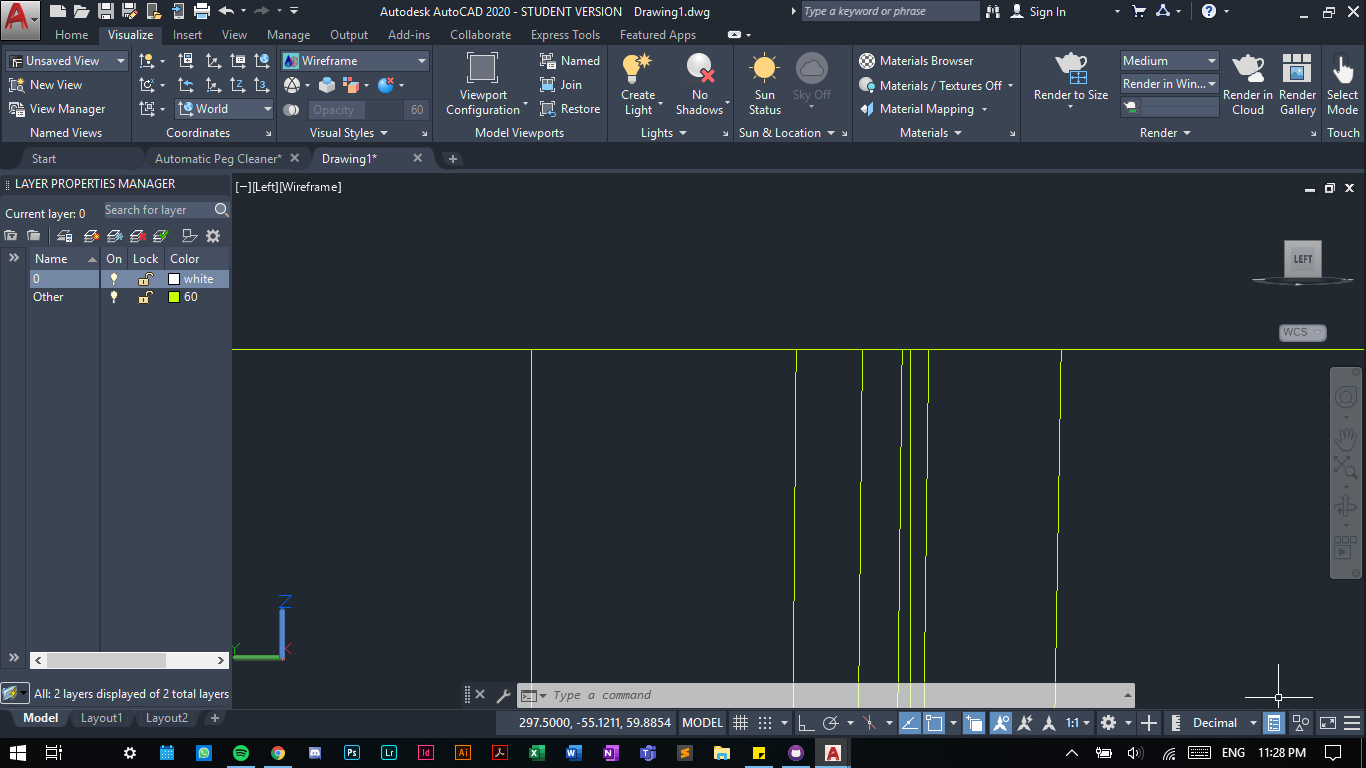 Autodesk AutoCAD 2020 - STUDENT VERSION Drawing1.dwg
Type a keyword or phrase
Sign In
Home Visualize Insert View Manage Output Add-ins Collaborate Express Tools Featured Apps
Unsaved View
New View
View Manager
Named Views
World
Coordinates
Wireframe
Opacity 60
Visual Styles
Viewport
Configuration
Named
Join
Restore
Model Viewports
Create
Light
No
Shadows
Lights
Sun
Status
Sky Off
Sun & Location
Materials Browser
Materials / Textures Off
Material Mapping
Materials
Render to Size
Medium
Render in Win...
Render in
Cloud
Render
Gallery
Render
Select
Mode
Touch
Start Automatic Peg Cleaner* Drawing1*
LAYER PROPERTIES MANAGER
Current layer: 0
Search for layer
Name On Lock Color
0 white
Other 60
All: 2 layers displayed of 2 total layers
[−][Left][Wireframe]
LEFT
WCS
Z
Y
X
Type a command
Model Layout1 Layout2
297.5000, -55.1211, 59.8854 MODEL 1:1 Decimal
Ps Lr Id Ai ENG 11:28 PM